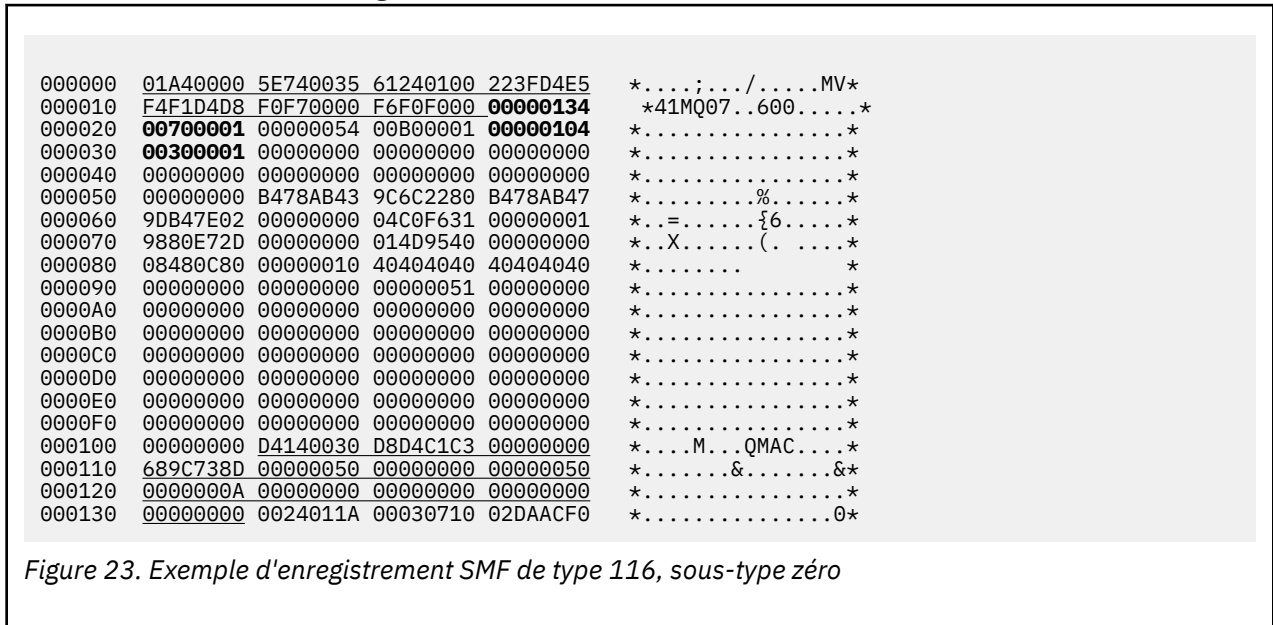 000000 01A40000 5E740035 61240100 223FD4E5 *....;.../.....MV*
000010 F4F1D4D8 F0F70000 F6F0F000 00000134 *41MQ07..600.....*
000020 00700001 00000054 00B00001 00000104 *................*
000030 00300001 00000000 00000000 00000000 *................*
000040 00000000 00000000 00000000 00000000 *................*
000050 00000000 B478AB43 9C6C2280 B478AB47 *.........%......*
000060 9DB47E02 00000000 04C0F631 00000001 *..=......{6.....*
000070 9880E72D 00000000 014D9540 00000000 *..X......(. ....*
000080 08480C80 00000010 40404040 40404040 *........        *
000090 00000000 00000000 00000051 00000000 *................*
0000A0 00000000 00000000 00000000 00000000 *................*
0000B0 00000000 00000000 00000000 00000000 *................*
0000C0 00000000 00000000 00000000 00000000 *................*
0000D0 00000000 00000000 00000000 00000000 *................*
0000E0 00000000 00000000 00000000 00000000 *................*
0000F0 00000000 00000000 00000000 00000000 *................*
000100 00000000 D4140030 D8D4C1C3 00000000 *....M...QMAC....*
000110 689C738D 00000050 00000000 00000050 *.......&.......&*
000120 0000000A 00000000 00000000 00000000 *................*
000130 00000000 0024011A 00030710 02DAACF0 *...............0*
Figure 23. Exemple d'enregistrement SMF de type 116, sous-type zéro